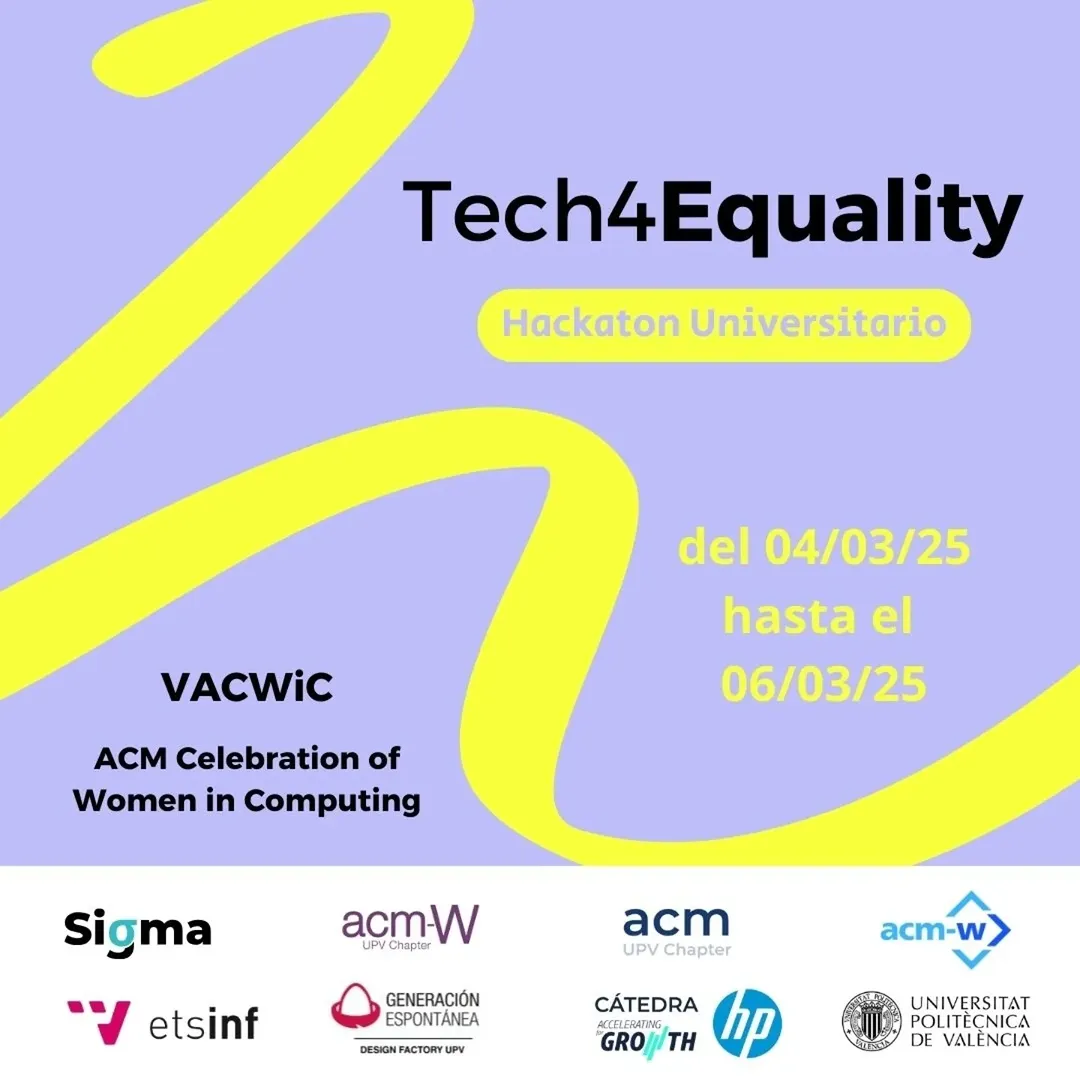 Tech4Equality
Hackaton Universitario
del 04/03/25
hasta el
06/03/25
VACWiC
ACM Celebration of
Women in Computing
Sigma
acm-W
UPV Chapter
acm
UPV Chapter
acm-w
etsinf
GENERACIÓN
ESPONTÁNEA
DESIGN FACTORY UPV
CÁTEDRA
ACCELERATING
for GROWTH
hp
UNIVERSITAT
POLITÈCNICA
DE VALÈNCIA